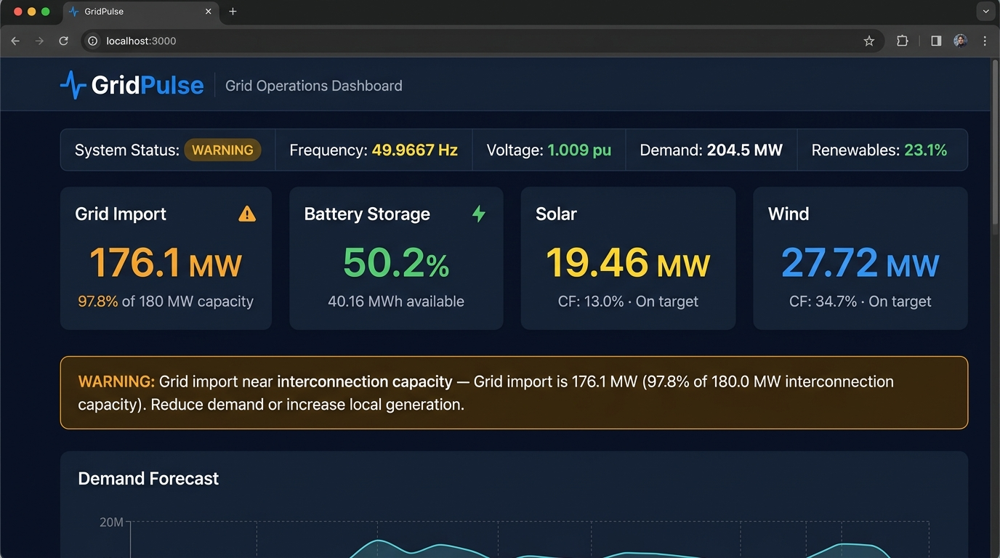 GridPulse
localhost:3000
GridPulse
Grid Operations Dashboard
System Status: WARNING
Frequency: 49.9667 Hz
Voltage: 1.009 pu
Demand: 204.5 MW
Renewables: 23.1%
Grid Import
176.1 MW
97.8% of 180 MW capacity
Battery Storage
50.2%
40.16 MWh available
Solar
19.46 MW
CF: 13.0% · On target
Wind
27.72 MW
CF: 34.7% · On target
WARNING: Grid import near interconnection capacity — Grid import is 176.1 MW (97.8% of 180.0 MW interconnection
capacity). Reduce demand or increase local generation.
Demand Forecast
20M